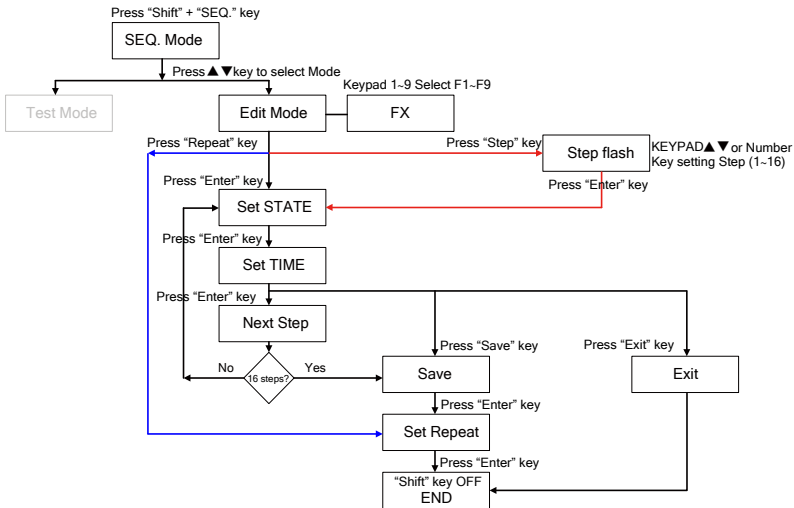 Press “Shift” + “SEQ.” key
SEQ. Mode
Press▲▼key to select Mode
Test Mode
Edit Mode
Keypad 1~9 Select F1~F9
FX
Press “Repeat” key
Press “Step” key
Step flash
KEYPAD▲▼or Number
Key setting Step (1~16)
Press “Enter” key
Press “Enter” key
Set STATE
Press “Enter” key
Set TIME
Press “Enter” key
Next Step
Press “Save” key
Press “Exit” key
No
16 steps?
Yes
Save
Exit
Press “Enter” key
Set Repeat
Press “Enter” key
“Shift” key OFF
END